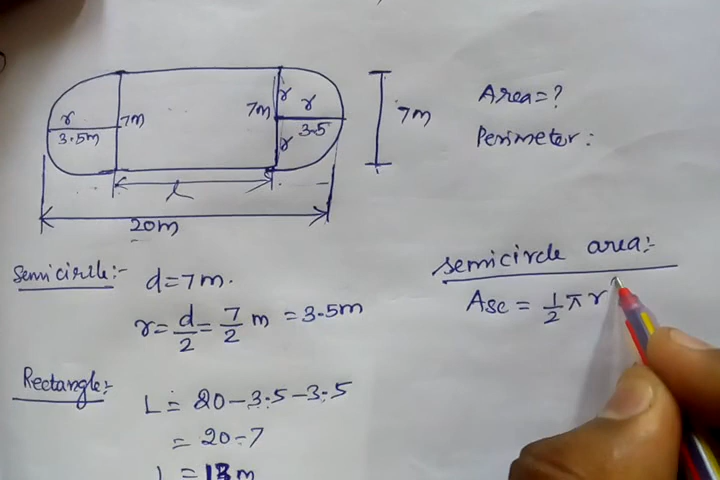 r
3.5m
7m
7m
r
r
3.5
r
7m
l
20m
Area=?
Perimeter:
Semicircle:-
d=7m.
r=d/2=7/2 m =3.5m
Rectangle:-
L= 20-3.5-3.5
= 20-7
L=13m
semicircle area:-
Asc = 1/2 π r